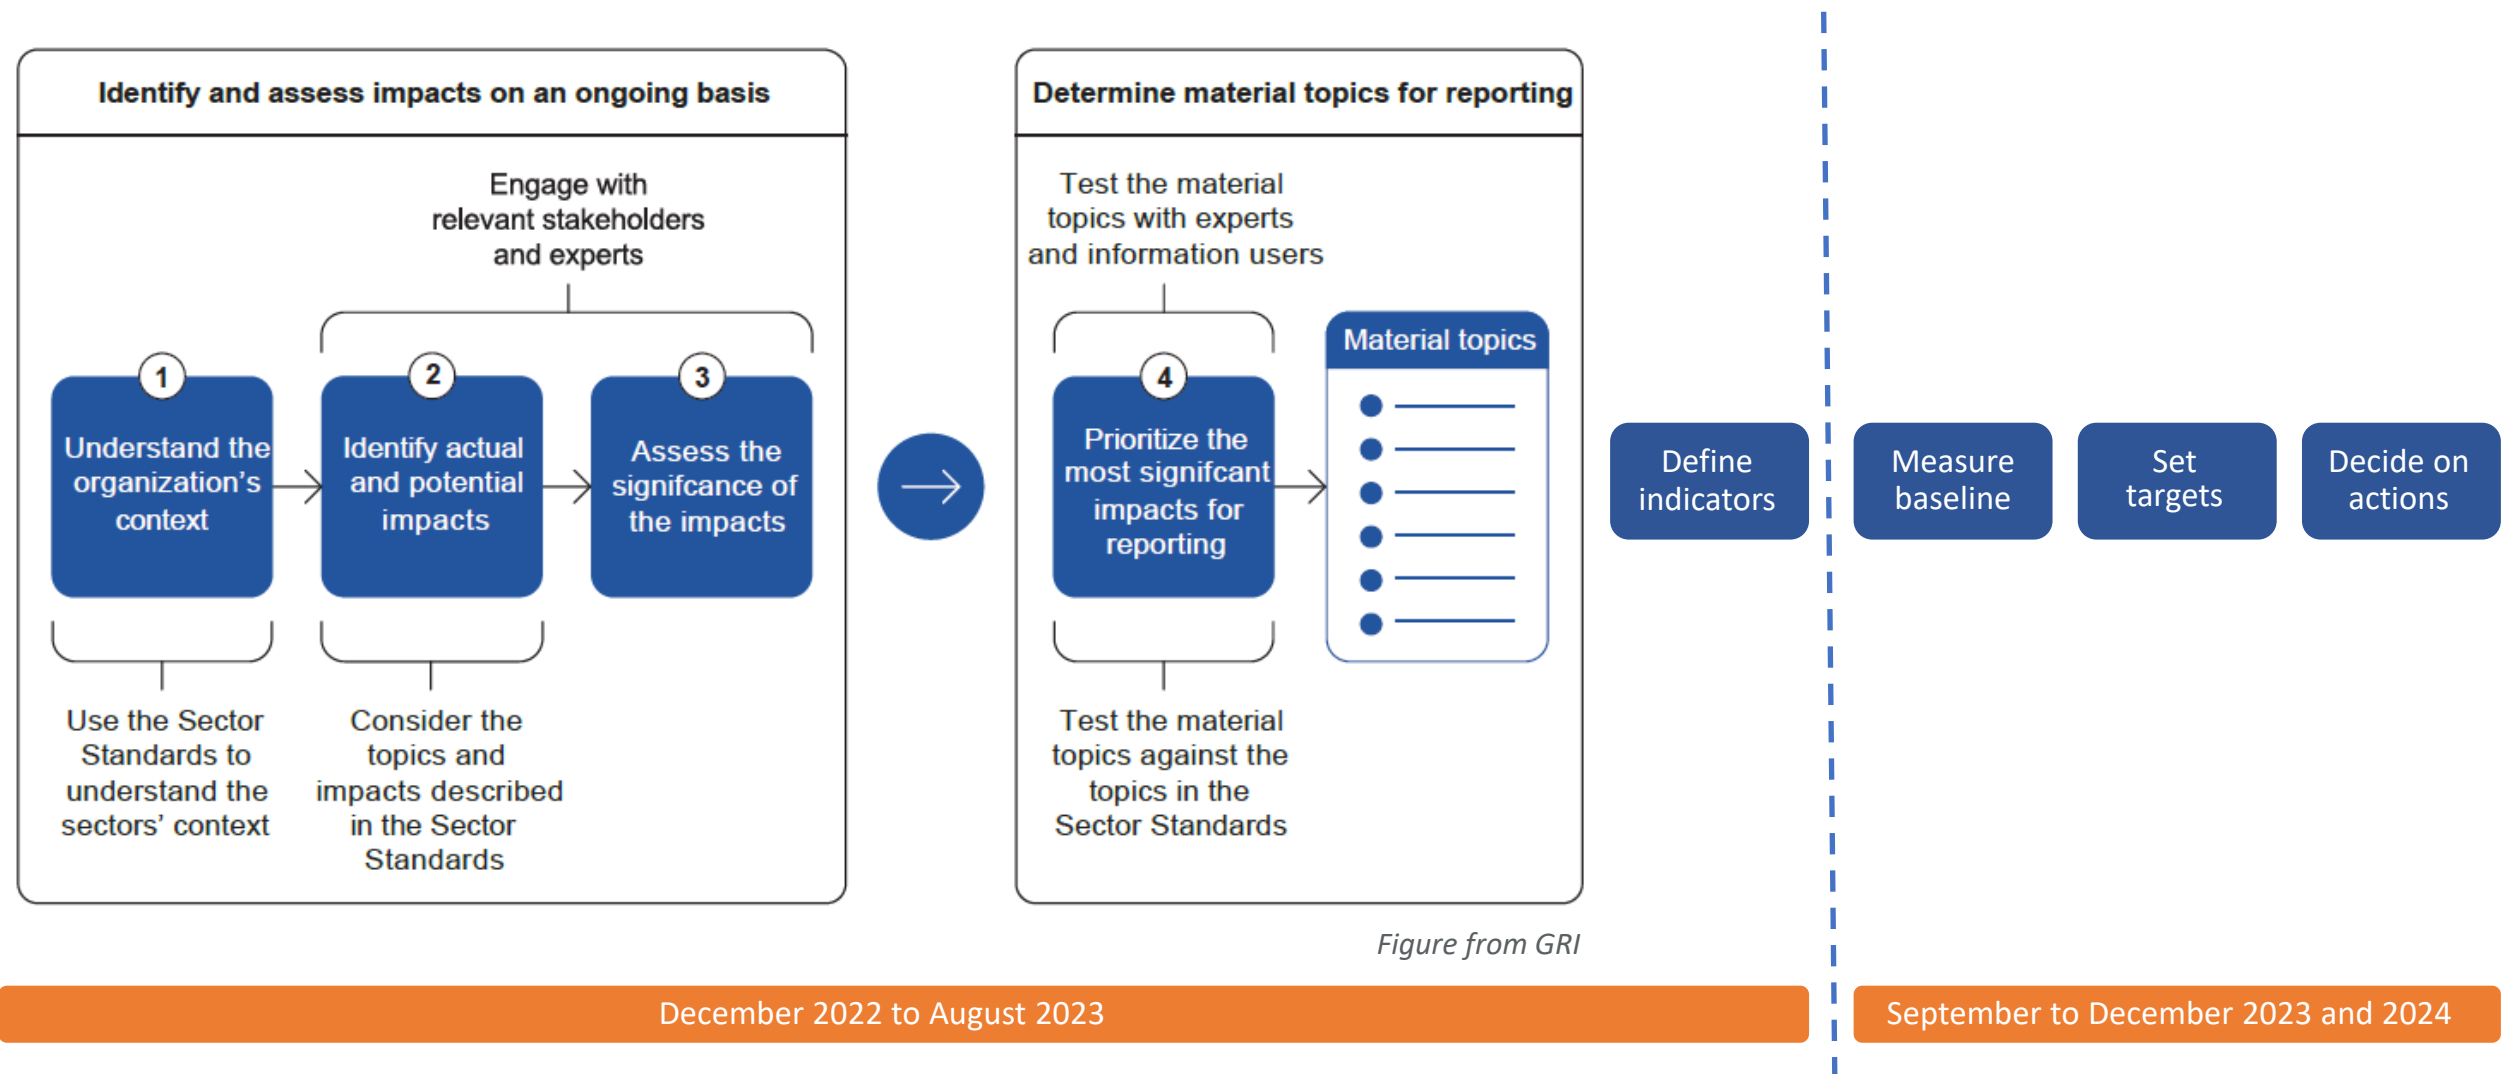 Identify and assess impacts on an ongoing basis
Engage with
relevant stakeholders
and experts
1
Understand the
organization's
context
2
Identify actual
and potential
impacts
3
Assess the
signifcance of
the impacts
Use the Sector
Standards to
understand the
sectors' context
Consider the
topics and
impacts described
in the Sector
Standards
Determine material topics for reporting
Test the material
topics with experts
and information users
4
Prioritize the
most signifcant
impacts for
reporting
Material topics
Test the material
topics against the
topics in the
Sector Standards
Figure from GRI
Define
indicators
Measure
baseline
Set
targets
Decide on
actions
December 2022 to August 2023
September to December 2023 and 2024